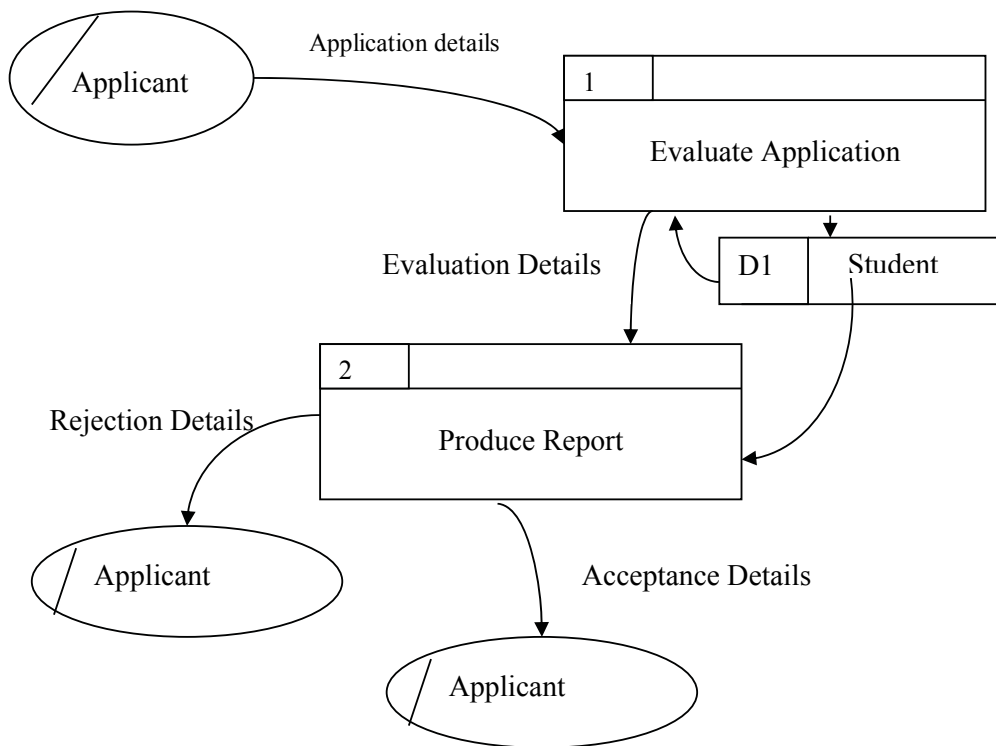 Application details
Applicant
1
Evaluate Application
Evaluation Details
D1
Student
2
Rejection Details
Produce Report
Applicant
Acceptance Details
Applicant